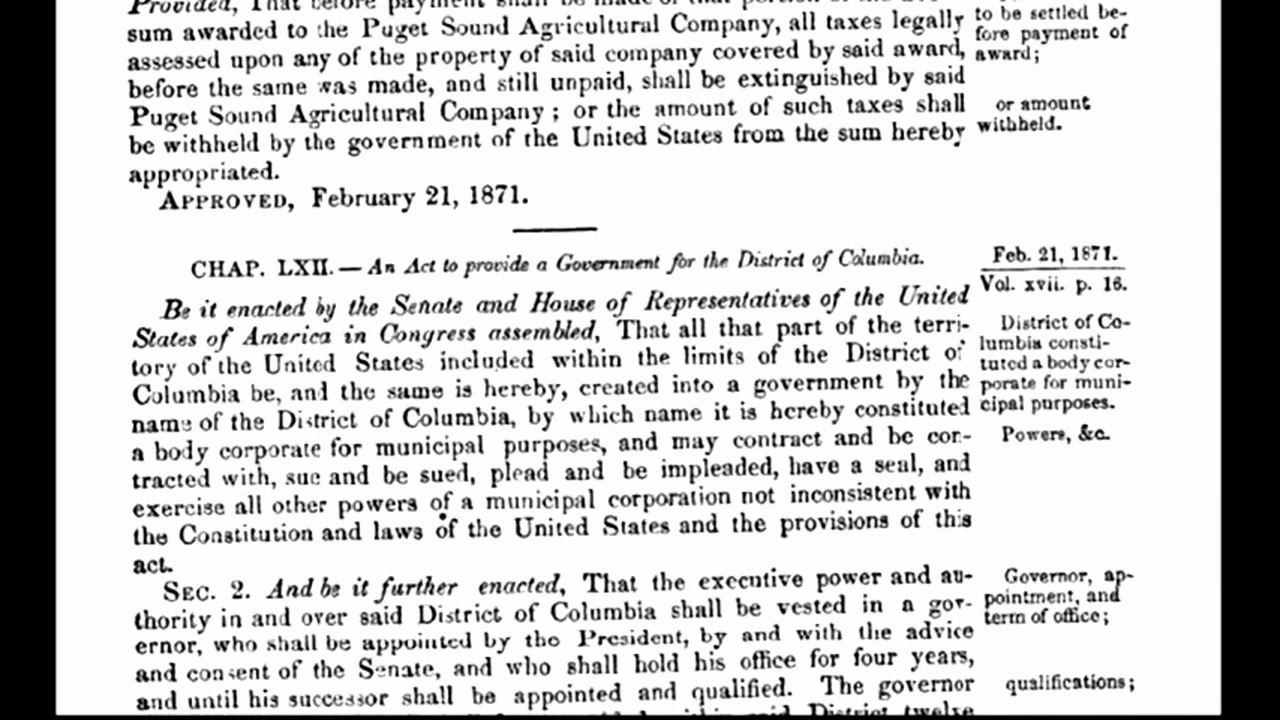 sum awarded to the Puget Sound Agricultural Company, all taxes legally
assessed upon any of the property of said company covered by said award,
before the same was made, and still unpaid, shall be extinguished by said
Puget Sound Agricultural Company ; or the amount of such taxes shall
be withheld by the government of the United States from the sum hereby
appropriated.
APPROVED, February 21, 1871.
to be settled be-
fore payment of
award;
or amount
withheld.
CHAP. LXII. — An Act to provide a Government for the District of Columbia.
Be it enacted by the Senate and House of Representatives of the United
States of America in Congress assembled, That all that part of the terri-
tory of the United States included within the limits of the District of
Columbia be, and the same is hereby, created into a government by the
name of the District of Columbia, by which name it is hereby constituted
a body corporate for municipal purposes, and may contract and be con-
tracted with, sue and be sued, plead and be impleaded, have a seal, and
exercise all other powers of a municipal corporation not inconsistent with
the Constitution and laws of the United States and the provisions of this
act.
Feb. 21, 1871.
Vol. xvii. p. 16.
District of Co-
lumbia consti-
tuted a body cor-
porate for muni-
cipal purposes.
Powers, &c.
SEC. 2. And be it further enacted, That the executive power and au-
thority in and over said District of Columbia shall be vested in a gov-
ernor, who shall be appointed by the President, by and with the advice
and consent of the Senate, and who shall hold his office for four years,
and until his successor shall be appointed and qualified. The governor
said District twelve
Governor, ap-
pointment, and
term of office;
qualifications;